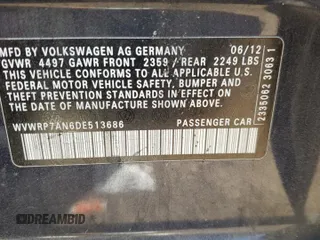 MFD BY VOLKSWAGEN AG GERMANY 06/12
GVWR 4497 GAWR FRONT 2359 / REAR 2249 LBS
THIS VEHICLE CONFORMS TO ALL APPLICABLE U.S.
FEDERAL MOTOR VEHICLE SAFETY, BUMPER, AND
THEFT PREVENTION STANDARDS IN EFFECT ON THE
DATE OF MANUFACTURE SHOWN ABOVE.
WVWRP7AN6DE513686 PASSENGER CAR
2335062 3063 1
DREAMBID